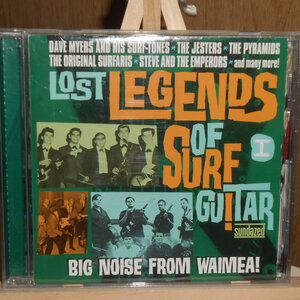 DAVE MYERS AND HIS SURF-TONES ~ THE JESTERS ~ THE PYRAMIDS
THE ORIGINAL SURFARIS ~ STEVE AND THE EMPERORS ~ and many more!
LOST LEGENDS
OF
SURF I
GUITAR
sundazed
BIG NOISE FROM WAIMEA!